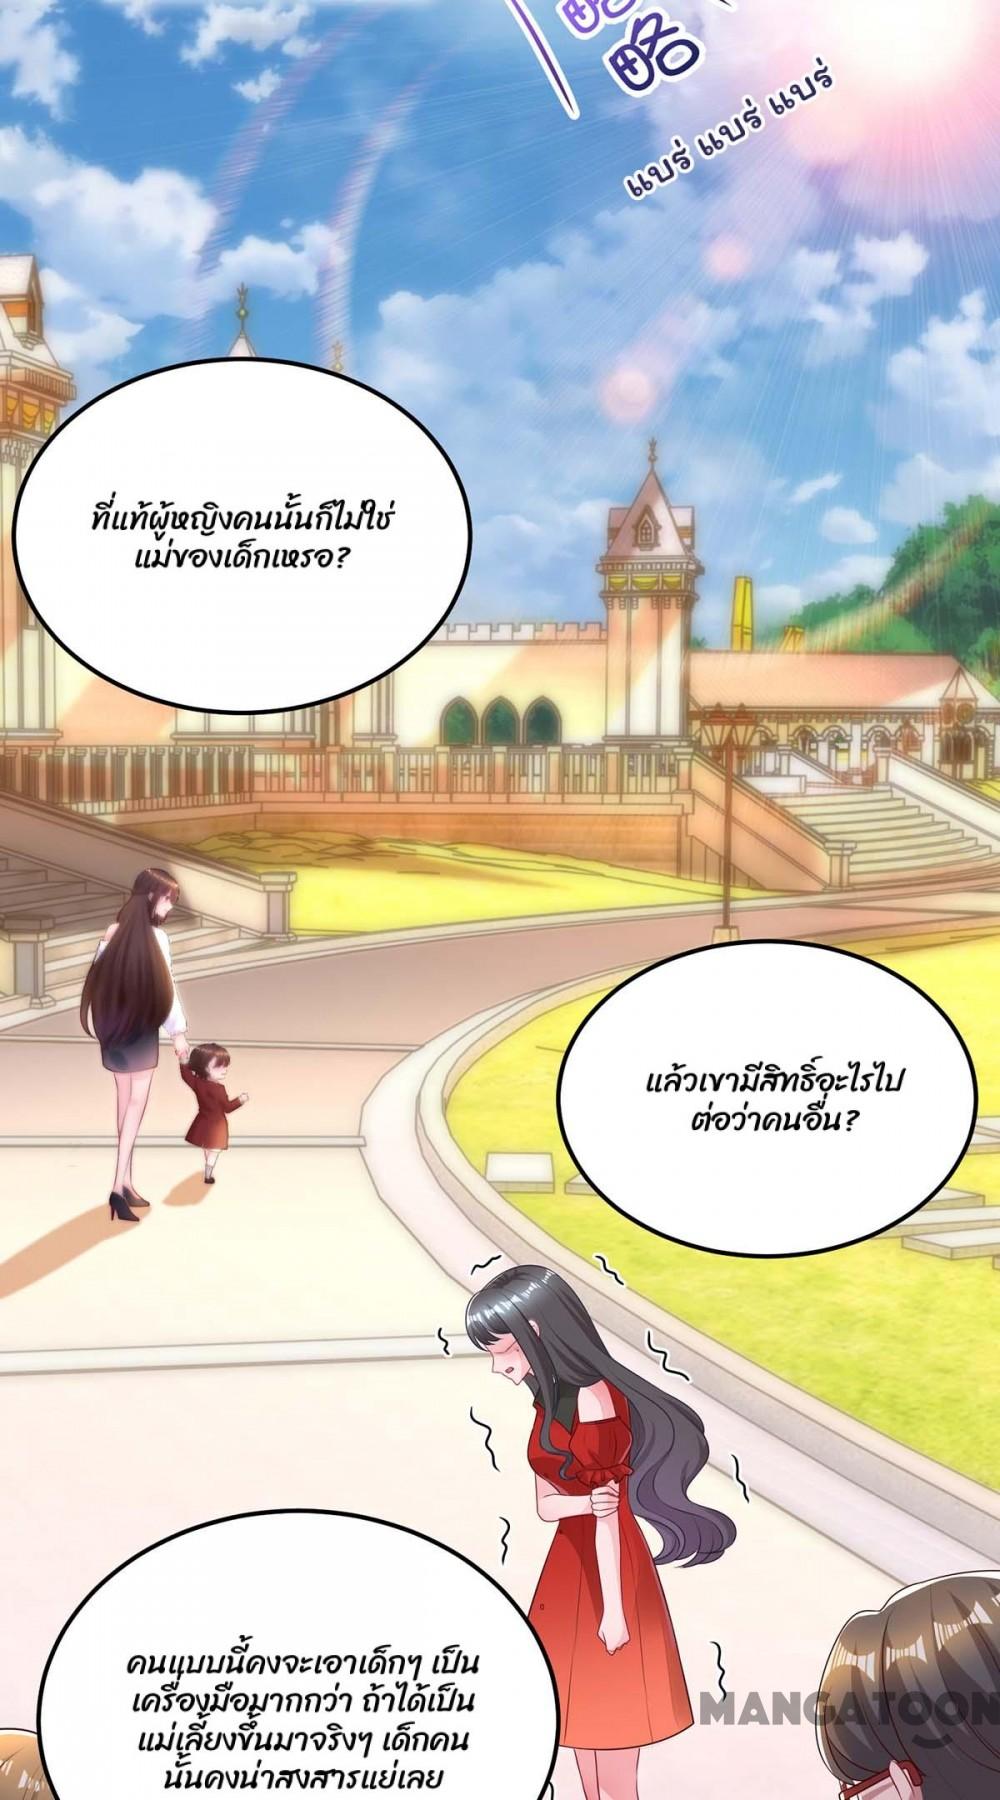 略
แบร่ แบร่ แบร่
ที่แท้ผู้หญิงคนนั้นก็ไม่ใช่
แม่ของเด็กเหรอ?
แล้วเขามีสิทธิ์อะไรไป
ต่อว่าคนอื่น?
คนแบบนี้คงจะเอาเด็กๆ เป็น
เครื่องมือมากกว่า ถ้าได้เป็น
แม่เลี้ยงขึ้นมาจริงๆ เด็กคน
นั้นคงน่าสงสารแย่เลย
MANGATOON